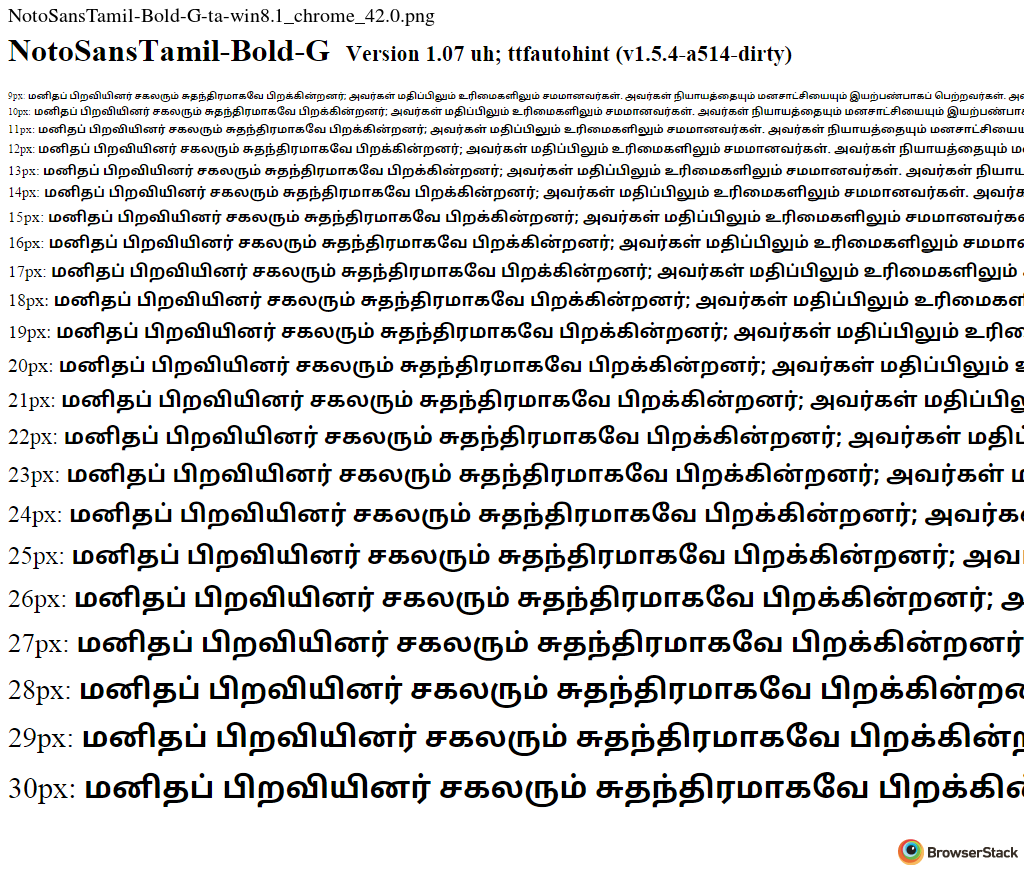 NotoSansTamil-Bold-G-ta-win8.1_chrome_42.0.png
NotoSansTamil-Bold-G Version 1.07 uh; ttfautohint (v1.5.4-a514-dirty)
9px: மனிதப் பிறவியினர் சகலரும் சுதந்திரமாகவே பிறக்கின்றனர்; அவர்கள் மதிப்பிலும் உரிமைகளிலும் சமமானவர்கள். அவர்கள் நியாயத்தையும் மனசாட்சியையும் இயற்பண்பாகப் பெற்றவர்கள்.
10px: மனிதப் பிறவியினர் சகலரும் சுதந்திரமாகவே பிறக்கின்றனர்; அவர்கள் மதிப்பிலும் உரிமைகளிலும் சமமானவர்கள். அவர்கள் நியாயத்தையும் மனசாட்சியையும்
11px: மனிதப் பிறவியினர் சகலரும் சுதந்திரமாகவே பிறக்கின்றனர்; அவர்கள் மதிப்பிலும் உரிமைகளிலும் சமமானவர்கள். அவர்கள் நியாயத்தையும்
12px: மனிதப் பிறவியினர் சகலரும் சுதந்திரமாகவே பிறக்கின்றனர்; அவர்கள் மதிப்பிலும் உரிமைகளிலும் சமமானவர்கள். அவர்கள் நியாயத்தையும்
13px: மனிதப் பிறவியினர் சகலரும் சுதந்திரமாகவே பிறக்கின்றனர்; அவர்கள் மதிப்பிலும் உரிமைகளிலும் சமமானவர்கள். அவர்கள்
14px: மனிதப் பிறவியினர் சகலரும் சுதந்திரமாகவே பிறக்கின்றனர்; அவர்கள் மதிப்பிலும் உரிமைகளிலும் சமமானவர்கள்.
15px: மனிதப் பிறவியினர் சகலரும் சுதந்திரமாகவே பிறக்கின்றனர்; அவர்கள் மதிப்பிலும் உரிமைகளிலும்
16px: மனிதப் பிறவியினர் சகலரும் சுதந்திரமாகவே பிறக்கின்றனர்; அவர்கள் மதிப்பிலும் உரிமைகளிலும்
17px: மனிதப் பிறவியினர் சகலரும் சுதந்திரமாகவே பிறக்கின்றனர்; அவர்கள் மதிப்பிலும் உரிமைகளிலும்
18px: மனிதப் பிறவியினர் சகலரும் சுதந்திரமாகவே பிறக்கின்றனர்; அவர்கள் மதிப்பிலும்
19px: மனிதப் பிறவியினர் சகலரும் சுதந்திரமாகவே பிறக்கின்றனர்; அவர்கள் மதிப்பிலும்
20px: மனிதப் பிறவியினர் சகலரும் சுதந்திரமாகவே பிறக்கின்றனர்; அவர்கள் மதிப்பிலும்
21px: மனிதப் பிறவியினர் சகலரும் சுதந்திரமாகவே பிறக்கின்றனர்; அவர்கள்
22px: மனிதப் பிறவியினர் சகலரும் சுதந்திரமாகவே பிறக்கின்றனர்; அவர்கள்
23px: மனிதப் பிறவியினர் சகலரும் சுதந்திரமாகவே பிறக்கின்றனர்; அவர்கள்
24px: மனிதப் பிறவியினர் சகலரும் சுதந்திரமாகவே பிறக்கின்றனர்;
25px: மனிதப் பிறவியினர் சகலரும் சுதந்திரமாகவே பிறக்கின்றனர்;
26px: மனிதப் பிறவியினர் சகலரும் சுதந்திரமாகவே பிறக்கின்றனர்;
27px: மனிதப் பிறவியினர் சகலரும் சுதந்திரமாகவே பிறக்கின்றனர்
28px: மனிதப் பிறவியினர் சகலரும் சுதந்திரமாகவே
29px: மனிதப் பிறவியினர் சகலரும் சுதந்திரமாகவே
30px: மனிதப் பிறவியினர் சகலரும் சுதந்திரமாகவே
BrowserStack